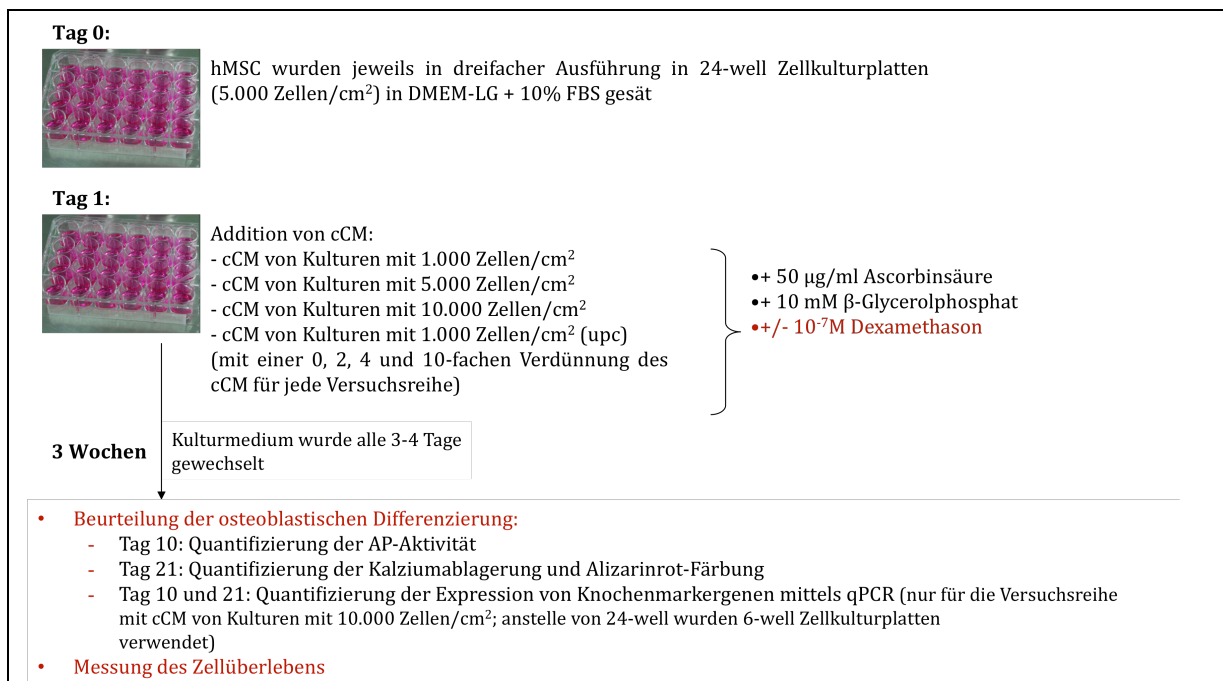 Tag 0:
hMSC wurden jeweils in dreifacher Ausführung in 24-well Zellkulturplatten
(5.000 Zellen/cm²) in DMEM-LG + 10% FBS gesät
Tag 1:
Addition von cCM:
- cCM von Kulturen mit 1.000 Zellen/cm²
- cCM von Kulturen mit 5.000 Zellen/cm²
- cCM von Kulturen mit 10.000 Zellen/cm²
- cCM von Kulturen mit 1.000 Zellen/cm² (upc)
(mit einer 0, 2, 4 und 10-fachen Verdünnung des
cCM für jede Versuchsreihe)
•+ 50 µg/ml Ascorbinsäure
•+ 10 mM β-Glycerolphosphat
•+/- 10⁻⁷M Dexamethason
3 Wochen
Kulturmedium wurde alle 3-4 Tage
gewechselt
• Beurteilung der osteoblastischen Differenzierung:
- Tag 10: Quantifizierung der AP-Aktivität
- Tag 21: Quantifizierung der Kalziumablagerung und Alizarinrot-Färbung
- Tag 10 und 21: Quantifizierung der Expression von Knochenmarkergenen mittels qPCR (nur für die Versuchsreihe
mit cCM von Kulturen mit 10.000 Zellen/cm²; anstelle von 24-well wurden 6-well Zellkulturplatten
verwendet)
• Messung des Zellüberlebens